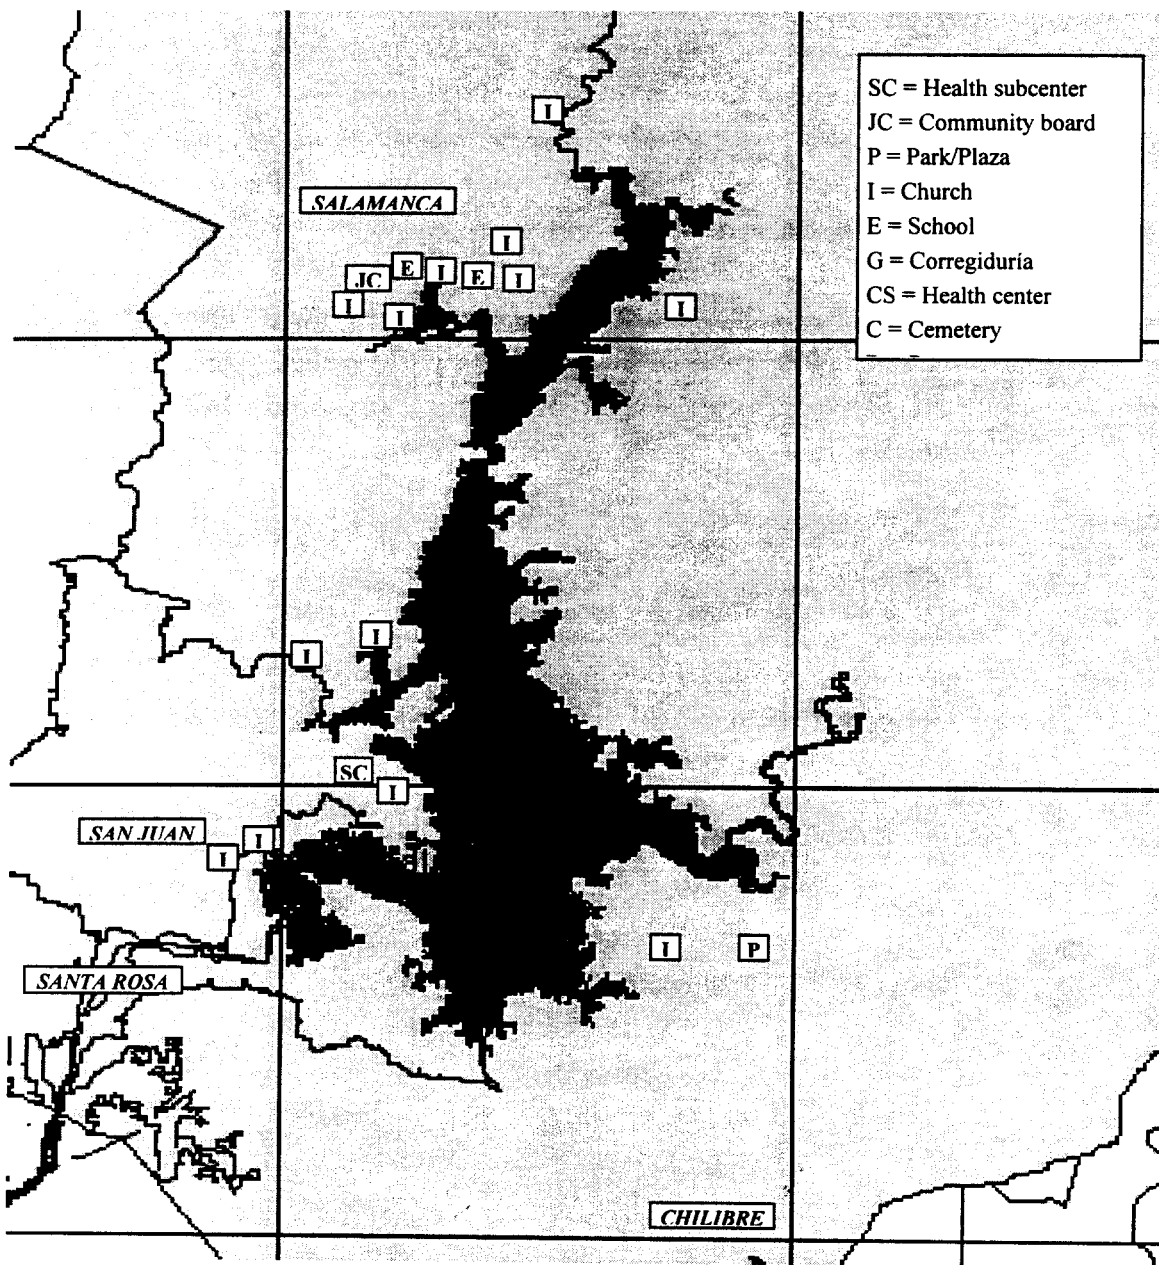 SC = Health subcenter
JC = Community board
P = Park/Plaza
I = Church
E = School
G = Corregiduría
CS = Health center
C = Cemetery
I
SALAMANCA
I
E
I
E
I
JC
I
I
I
I
I
SC
I
SAN JUAN
I
I
I
P
SANTA ROSA
CHILIBRE